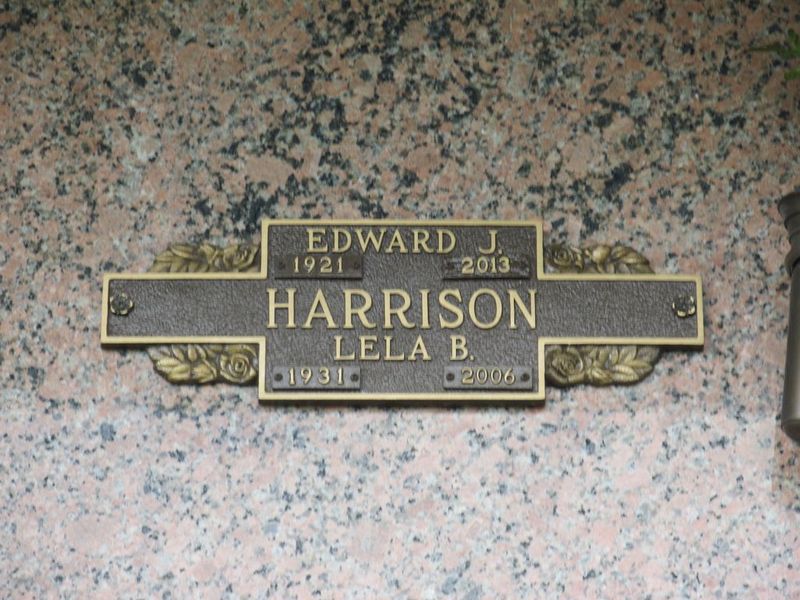 EDWARD J.
1921 2013
HARRISON
LELA B.
1931 2006